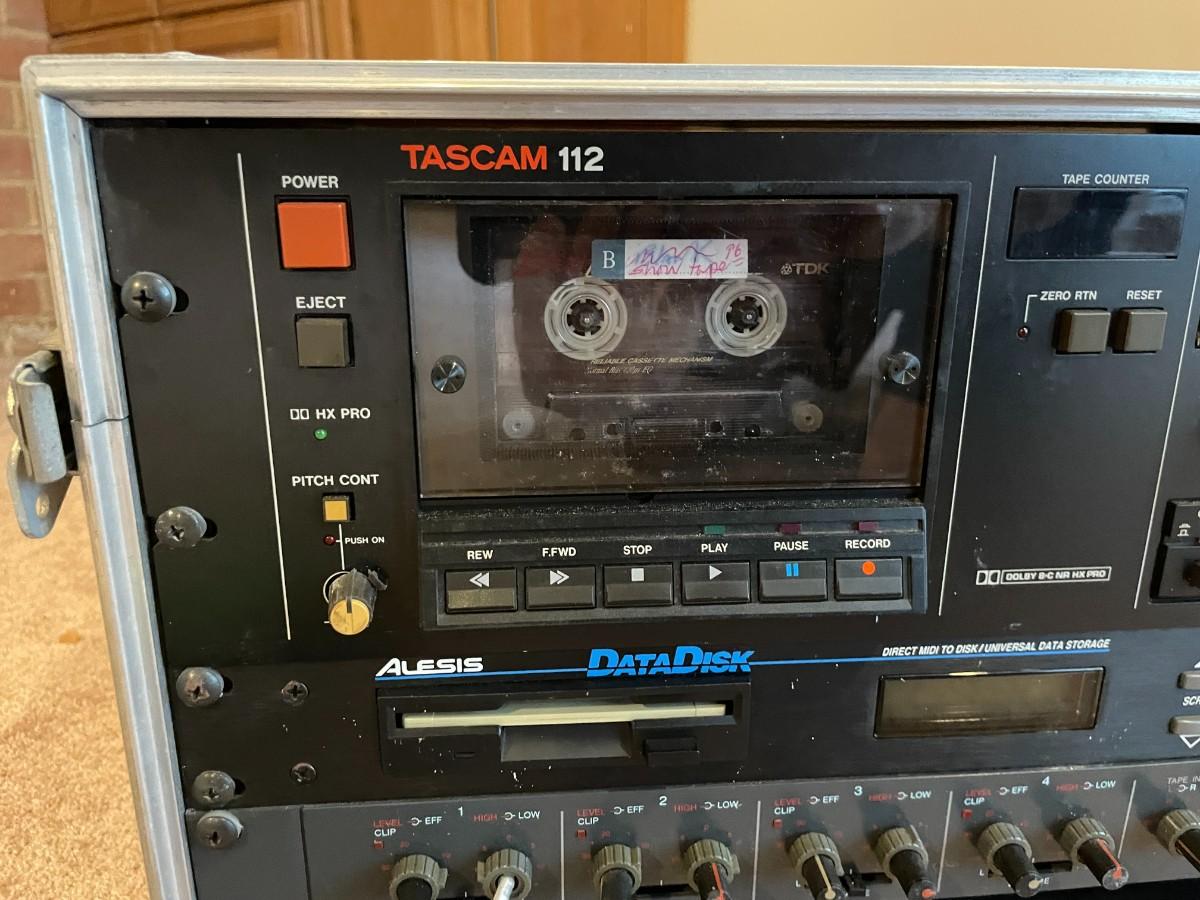 TASCAM 112
POWER
TAPE COUNTER
B
96
show tape
TDK
EJECT
ZERO RTN RESET
RELIABLE CASSETTE MECHANISM
HX PRO
PITCH CONT
PUSH ON
REW F.FWD STOP PLAY PAUSE RECORD
DOLBY B·C NR HX PRO
ALESIS DATADISK DIRECT MIDI TO DISK/UNIVERSAL DATA STORAGE
1 2 3 4
LEVEL EFF HIGH LOW LEVEL EFF HIGH LOW LEVEL EFF HIGH LOW LEVEL EFF HIGH LOW
CLIP CLIP CLIP CLIP